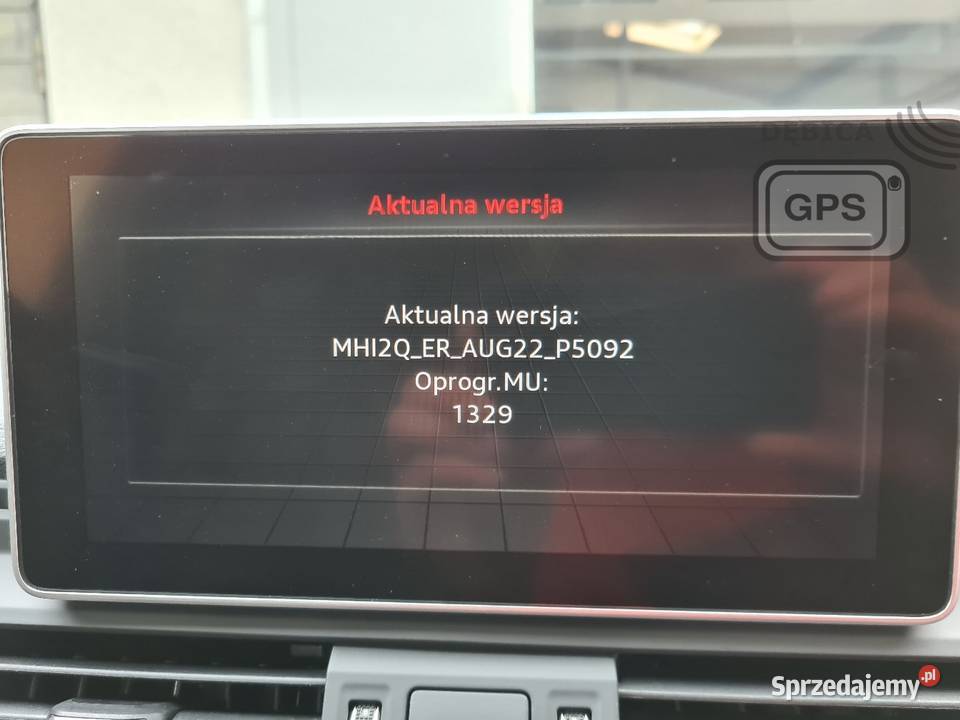 DĘBICA
GPS
Aktualna wersja
Aktualna wersja:
MHI2Q_ER_AUG22_P5092
Oprogr.MU:
1329
Sprzedajemy.pl